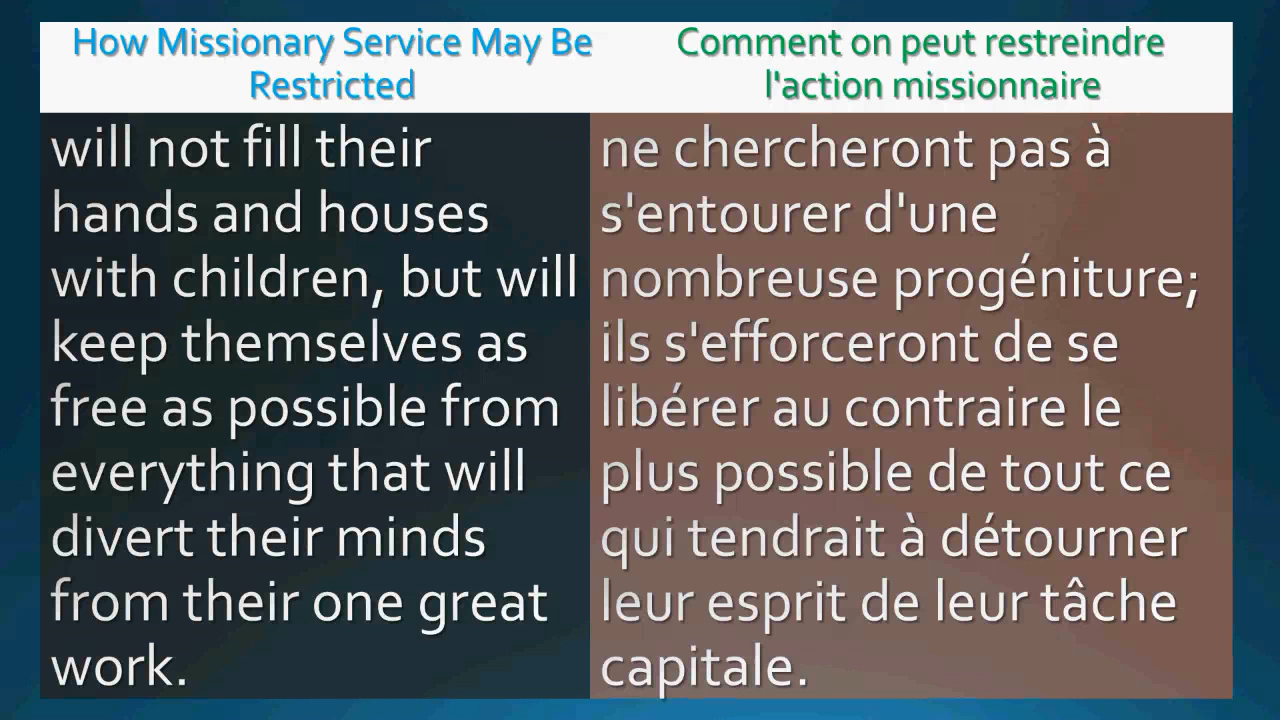 How Missionary Service May Be
Restricted
Comment on peut restreindre
l'action missionnaire
will not fill their
hands and houses
with children, but will
keep themselves as
free as possible from
everything that will
divert their minds
from their one great
work.
ne chercheront pas à
s'entourer d'une
nombreuse progéniture;
ils s'efforceront de se
libérer au contraire le
plus possible de tout ce
qui tendrait à détourner
leur esprit de leur tâche
capitale.